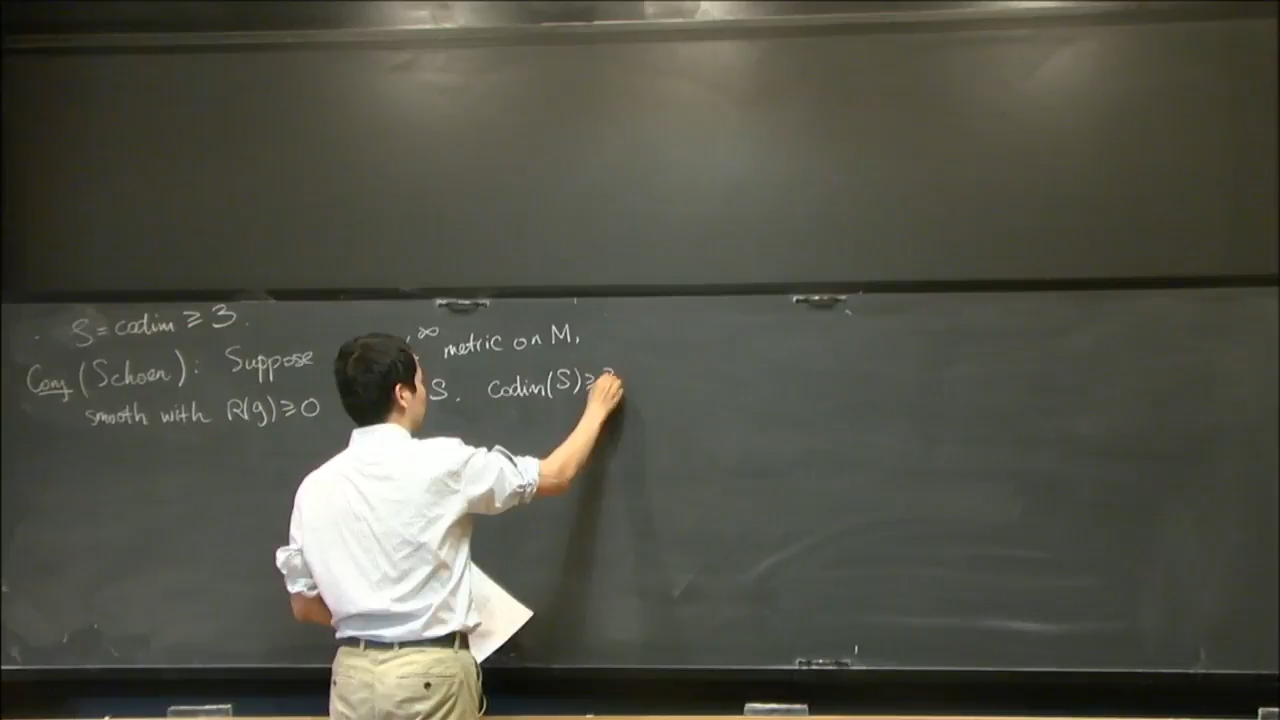 S = codim ≥ 3.
Conj (Schoen): Suppose ∞ metric on M,
smooth with R(g) ≥ 0 S. Codim(S) ≥ 3